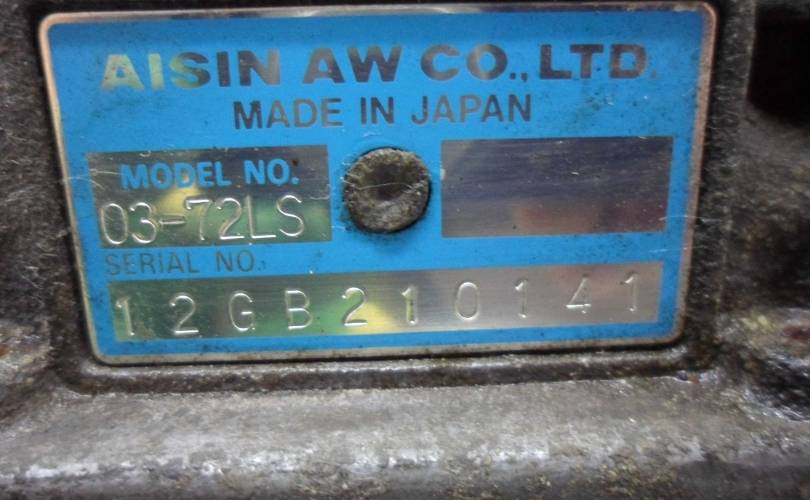 AISIN AW CO., LTD.
MADE IN JAPAN
MODEL NO.
03-72LS
SERIAL NO.
12GB210141